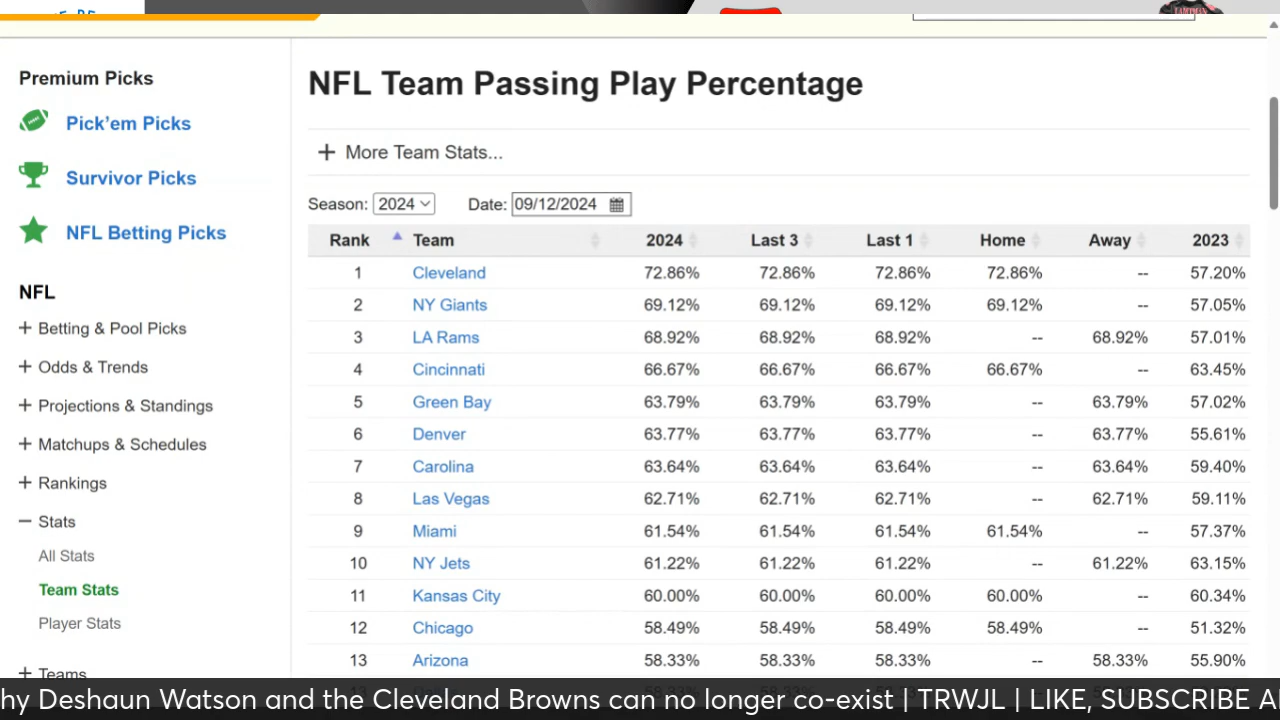 Premium Picks
Pick'em Picks
Survivor Picks
NFL Betting Picks
NFL
+ Betting & Pool Picks
+ Odds & Trends
+ Projections & Standings
+ Matchups & Schedules
+ Rankings
− Stats
All Stats
Team Stats
Player Stats
+ Teams
NFL Team Passing Play Percentage
+ More Team Stats...
Season: 2024 Date: 09/12/2024
Rank Team 2024 Last 3 Last 1 Home Away 2023
1 Cleveland 72.86% 72.86% 72.86% 72.86% -- 57.20%
2 NY Giants 69.12% 69.12% 69.12% 69.12% -- 57.05%
3 LA Rams 68.92% 68.92% 68.92% -- 68.92% 57.01%
4 Cincinnati 66.67% 66.67% 66.67% 66.67% -- 63.45%
5 Green Bay 63.79% 63.79% 63.79% -- 63.79% 57.02%
6 Denver 63.77% 63.77% 63.77% -- 63.77% 55.61%
7 Carolina 63.64% 63.64% 63.64% -- 63.64% 59.40%
8 Las Vegas 62.71% 62.71% 62.71% -- 62.71% 59.11%
9 Miami 61.54% 61.54% 61.54% 61.54% -- 57.37%
10 NY Jets 61.22% 61.22% 61.22% -- 61.22% 63.15%
11 Kansas City 60.00% 60.00% 60.00% 60.00% -- 60.34%
12 Chicago 58.49% 58.49% 58.49% 58.49% -- 51.32%
13 Arizona 58.33% 58.33% 58.33% -- 58.33% 55.90%
hy Deshaun Watson and the Cleveland Browns can no longer co-exist | TRWJL | LIKE, SUBSCRIBE A